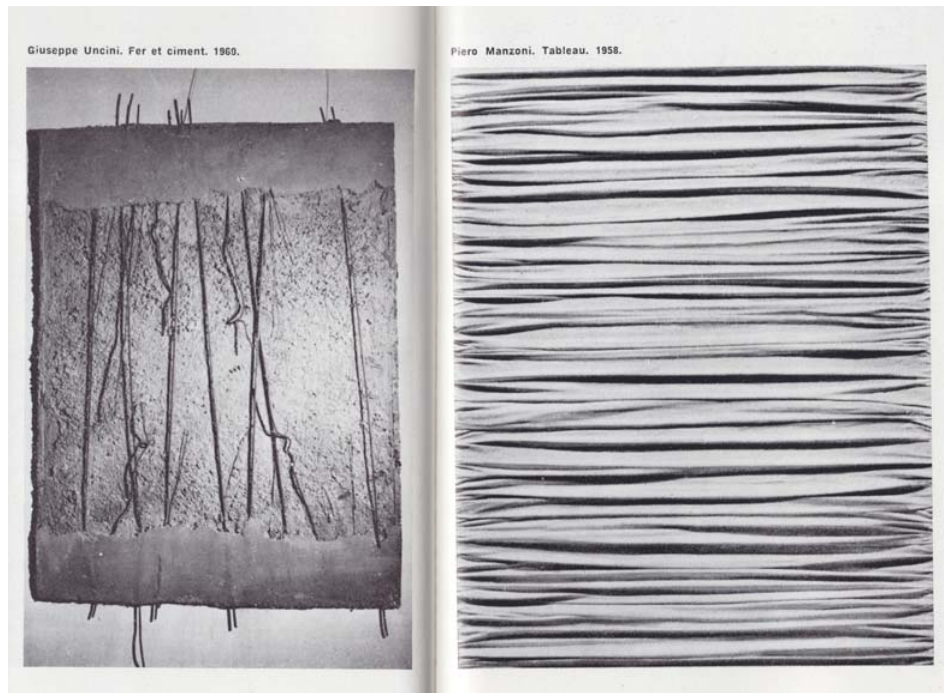 Giuseppe Uncini. Fer et ciment. 1960.
Piero Manzoni. Tableau. 1958.